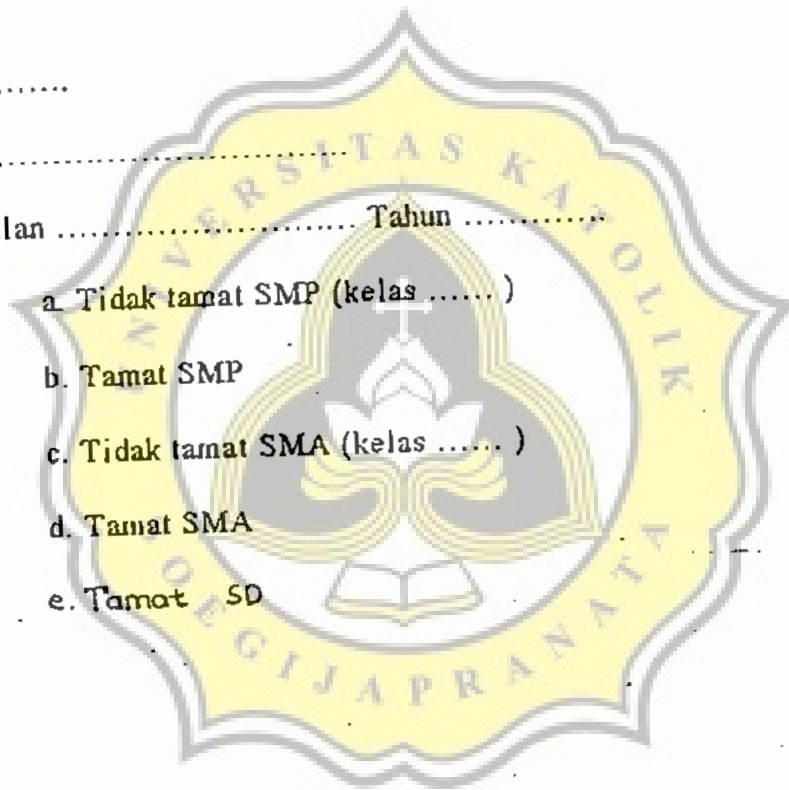 ........
................................
lan .............................. Tahun ..............
a. Tidak tamat SMP (kelas ...... )
b. Tamat SMP
c. Tidak tamat SMA (kelas ...... )
d. Tamat SMA
e. Tamat SD
UNIVERSITAS KATOLIK
SOEGIJAPRANATA